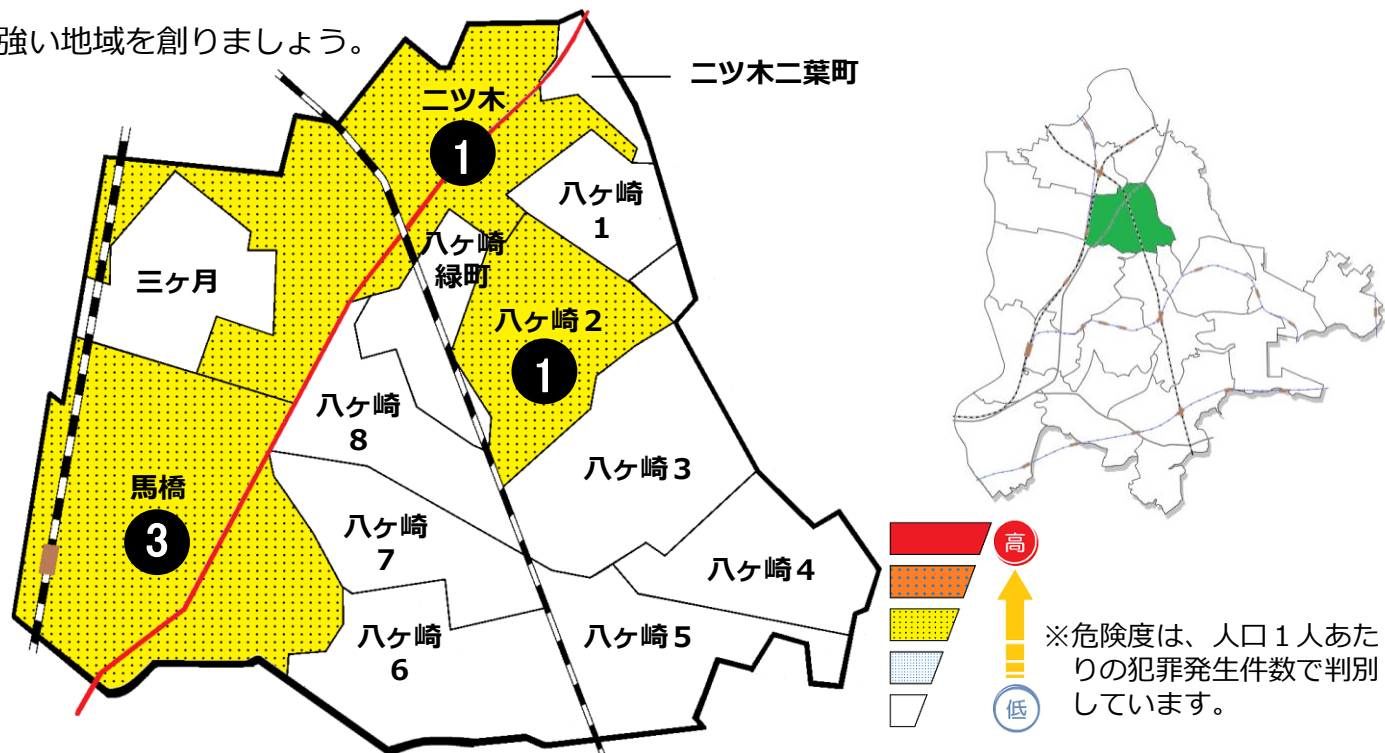 強い地域を創りましょう。
二ツ木二葉町
二ツ木
1
八ヶ崎
1
八ヶ崎
緑町
三ヶ月
八ヶ崎２
1
八ヶ崎
8
八ヶ崎３
馬橋
3
八ヶ崎
7
八ヶ崎４
八ヶ崎
6
八ヶ崎５
高
低
※危険度は、人口１人あた
りの犯罪発生件数で判別
しています。